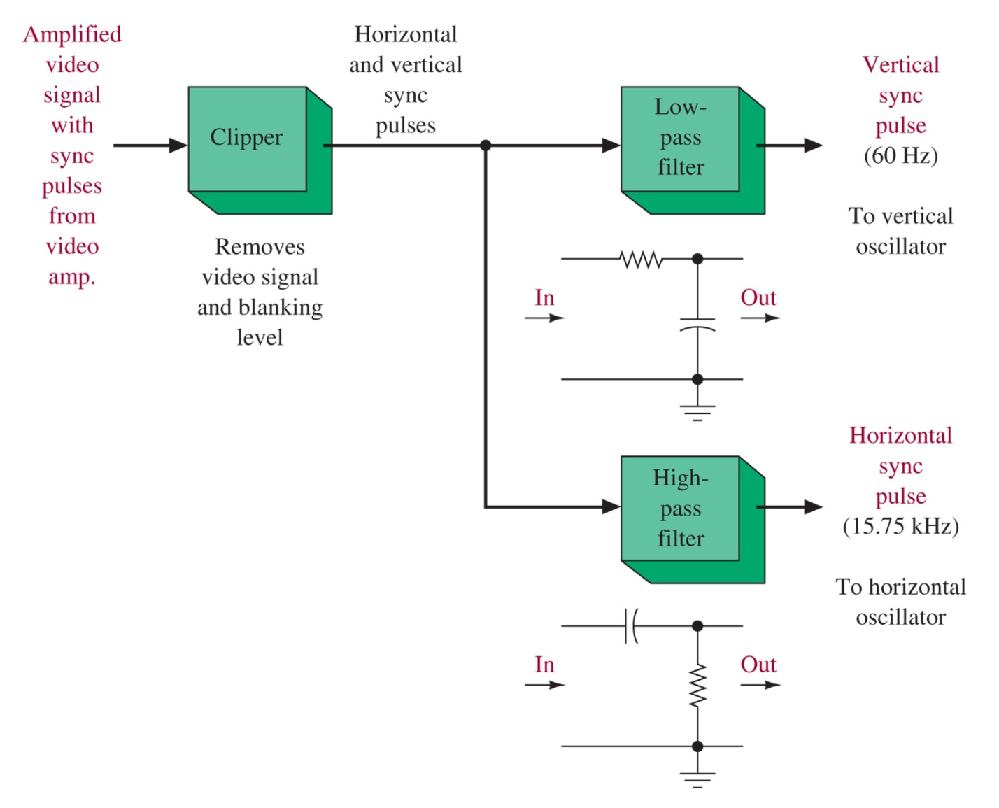 Amplified
video
signal
with
sync
pulses
from
video
amp.
Clipper
Removes
video signal
and blanking
level
Horizontal
and vertical
sync
pulses
Low-
pass
filter
Vertical
sync
pulse
(60 Hz)
To vertical
oscillator
In
Out
High-
pass
filter
Horizontal
sync
pulse
(15.75 kHz)
To horizontal
oscillator
In
Out